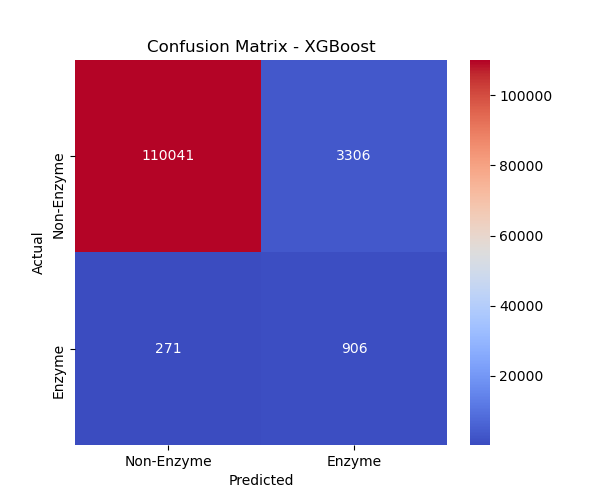 Confusion Matrix - XGBoost
110041
3306
271
906
Non-Enzyme
Enzyme
Actual
Non-Enzyme
Enzyme
Predicted
100000
80000
60000
40000
20000